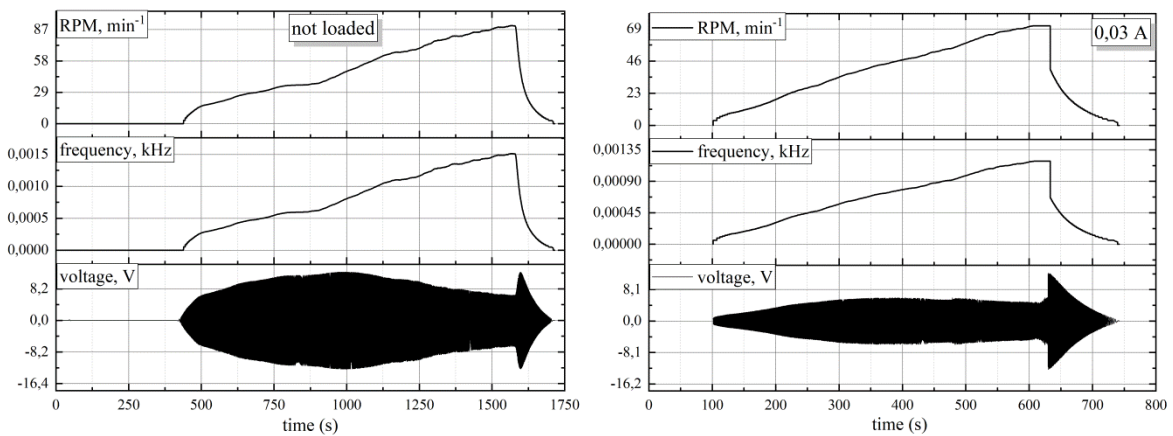 RPM, min⁻¹
not loaded
87
58
29
0
frequency, kHz
0,0015
0,0010
0,0005
0,0000
voltage, V
8,2
0,0
-8,2
-16,4
0 250 500 750 1000 1250 1500 1750
time (s)
RPM, min⁻¹
0,03 A
69
46
23
0
frequency, kHz
0,00135
0,00090
0,00045
0,00000
voltage, V
8,1
0,0
-8,1
-16,2
0 100 200 300 400 500 600 700 800
time (s)